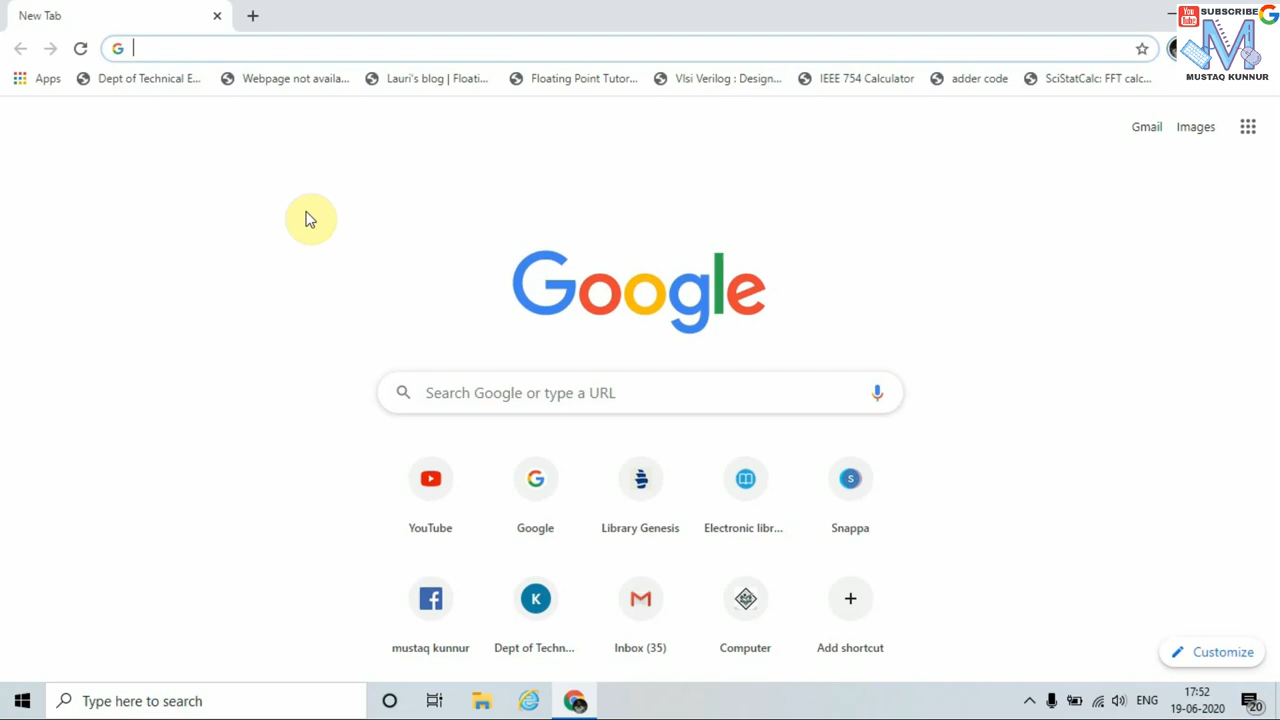 New Tab
You
Tube
SUBSCRIBE
G
M
MUSTAQ KUNNUR
G
Apps
Dept of Technical E...
Webpage not availa...
Lauri's blog | Floati...
Floating Point Tutor...
Vlsi Verilog : Design...
IEEE 754 Calculator
adder code
SciStatCalc: FFT calc...
Gmail
Images
Google
Search Google or type a URL
YouTube
G
Google
Library Genesis
Electronic libr...
S
Snappa
f
mustaq kunnur
K
Dept of Techn...
M
Inbox (35)
Computer
Add shortcut
Customize
Type here to search
ENG
17:52
19-06-2020
20